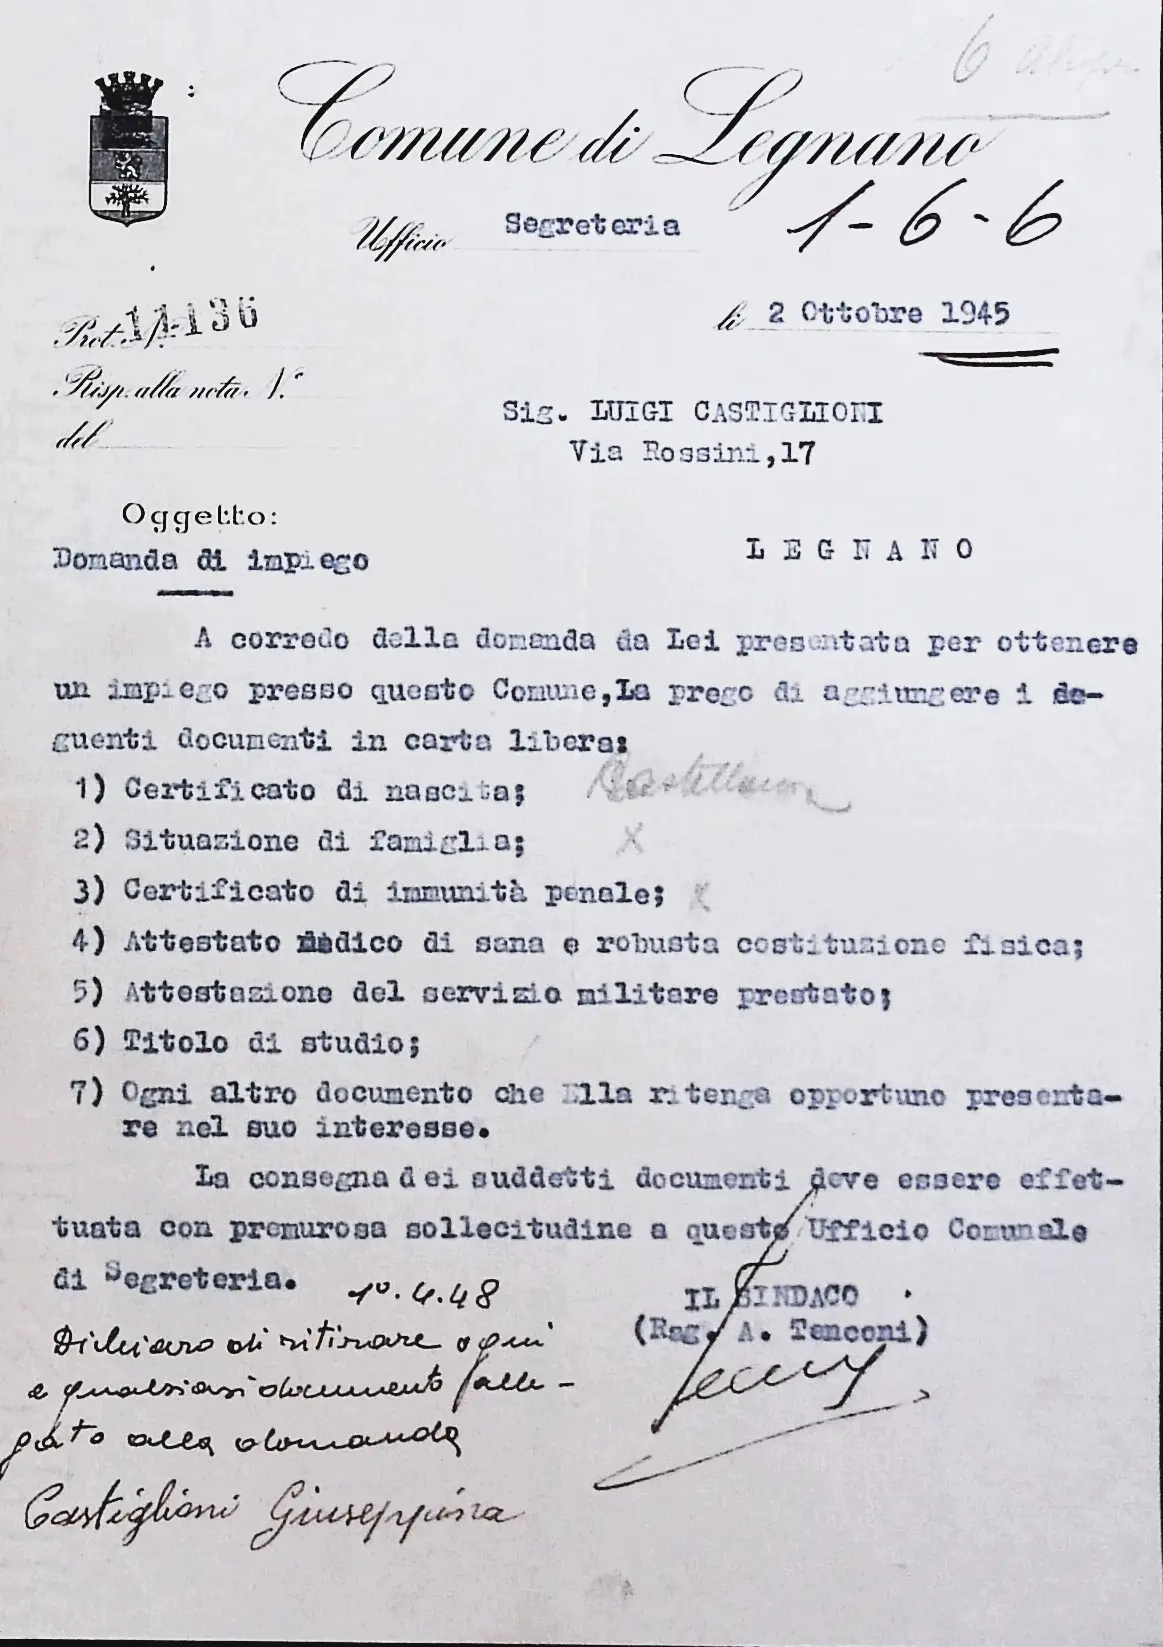 6
Comune di Legnano
Ufficio Segreteria
1-6-6
Prot. N° 11136
li 2 Ottobre 1945
Risp. alla nota N.°
del
Sig. LUIGI CASTIGLIONI
Via Rossini,17
Oggetto:
Domanda di impiego
LEGNANO
A corredo della domanda da Lei presentata per ottenere
un impiego presso questo Comune,La prego di aggiungere i se-
guenti documenti in carta libera:
1) Certificato di nascita;
2) Situazione di famiglia; X
3) Certificato di immunità penale; X
4) Attestato medico di sana e robusta costituzione fisica;
5) Attestazione del servizio militare prestato;
6) Titolo di studio;
7) Ogni altro documento che Ella ritenga opportuno presenta-
re nel suo interesse.
La consegna dei suddetti documenti deve essere effet-
tuata con premurosa sollecitudine a questo Ufficio Comunale
di Segreteria.
1°.4.48
IL SINDACO
(Rag. A. Tenconi)
Dichiaro di ritirare ogni
e qualsiasi documento alle-
gato alla domanda
Castiglioni Giuseppina